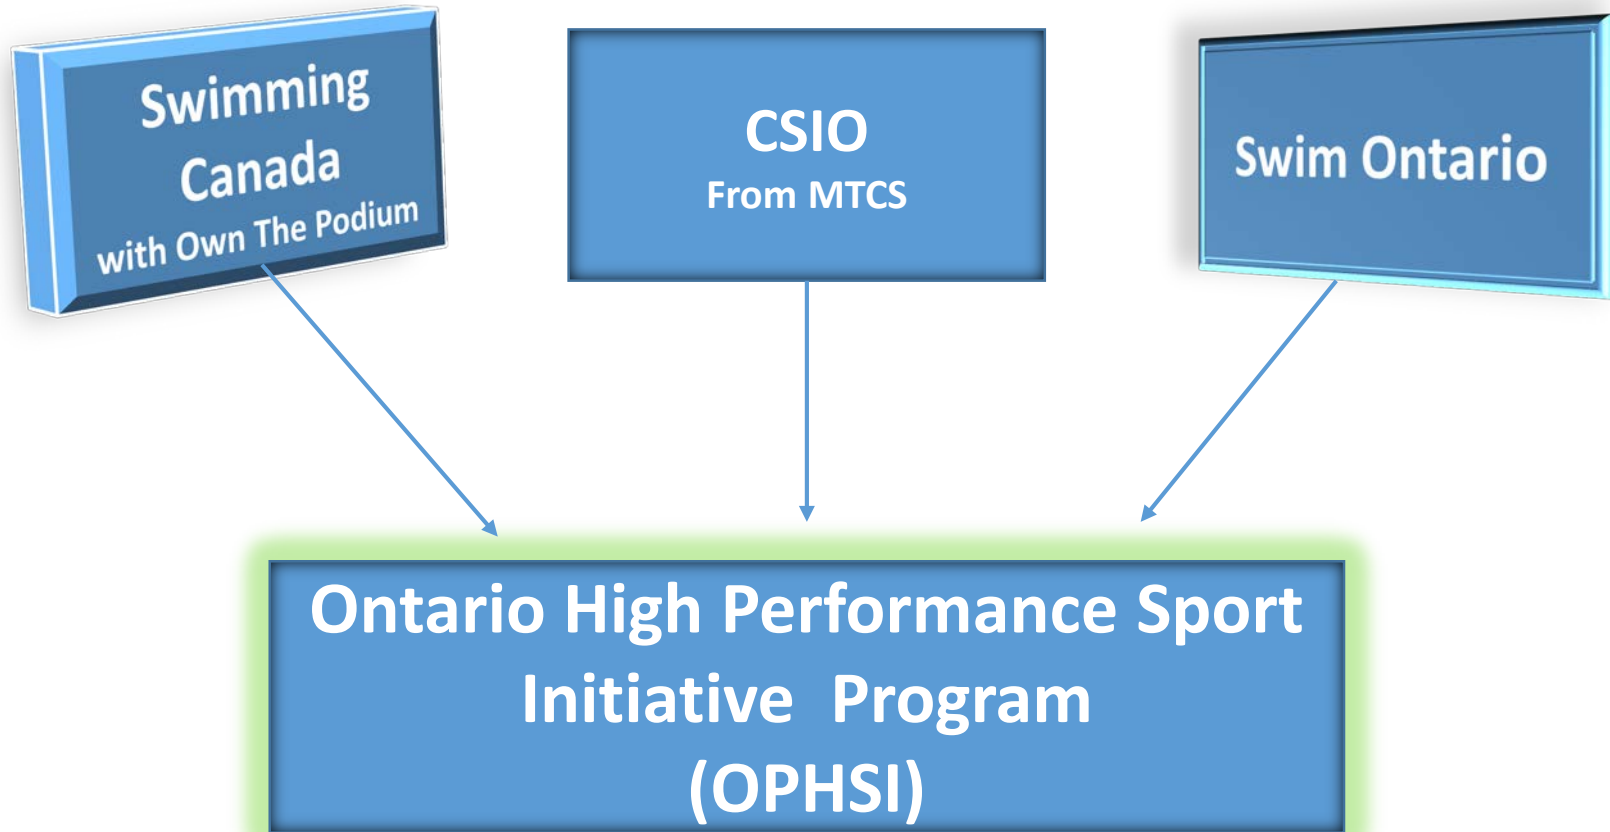 Swimming
Canada
with Own The Podium
CSIO
From MTCS
Swim Ontario
Ontario High Performance Sport
Initiative  Program
(OPHSI)